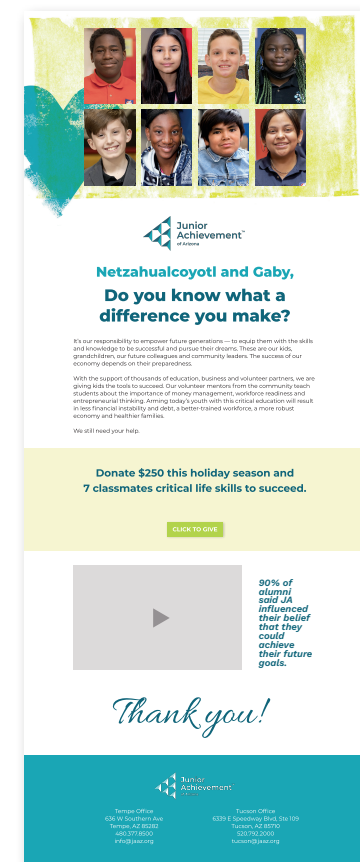 Junior
Achievement™
of Arizona
Netzahualcoyotl and Gaby,
Do you know what a
difference you make?
It's our responsibility to empower future generations — to equip them with the skills
and knowledge to be successful and pursue their dreams. These are our kids,
grandchildren, our future colleagues and community leaders. The success of our
economy depends on their preparedness.
With the support of thousands of education, business and volunteer partners, we are
giving kids the tools to succeed. Our volunteer mentors from the community teach
students about the importance of money management, workforce readiness and
entrepreneurial thinking. Arming today's youth with this critical education will result
in less financial instability and debt, a better-trained workforce, a more robust
economy and healthier families.
We still need your help.
Donate $250 this holiday season and
7 classmates critical life skills to succeed.
CLICK TO GIVE
90% of
alumni
said JA
influenced
their belief
that they
could
achieve
their future
goals.
Thank you!
Junior
Achievement
Tempe Office
636 W Southern Ave
Tempe, AZ 85282
480.377.8500
info@jaaz.org
Tucson Office
6339 E Speedway Blvd, Ste 109
Tucson, AZ 85710
520.792.2000
tucson@jaaz.org